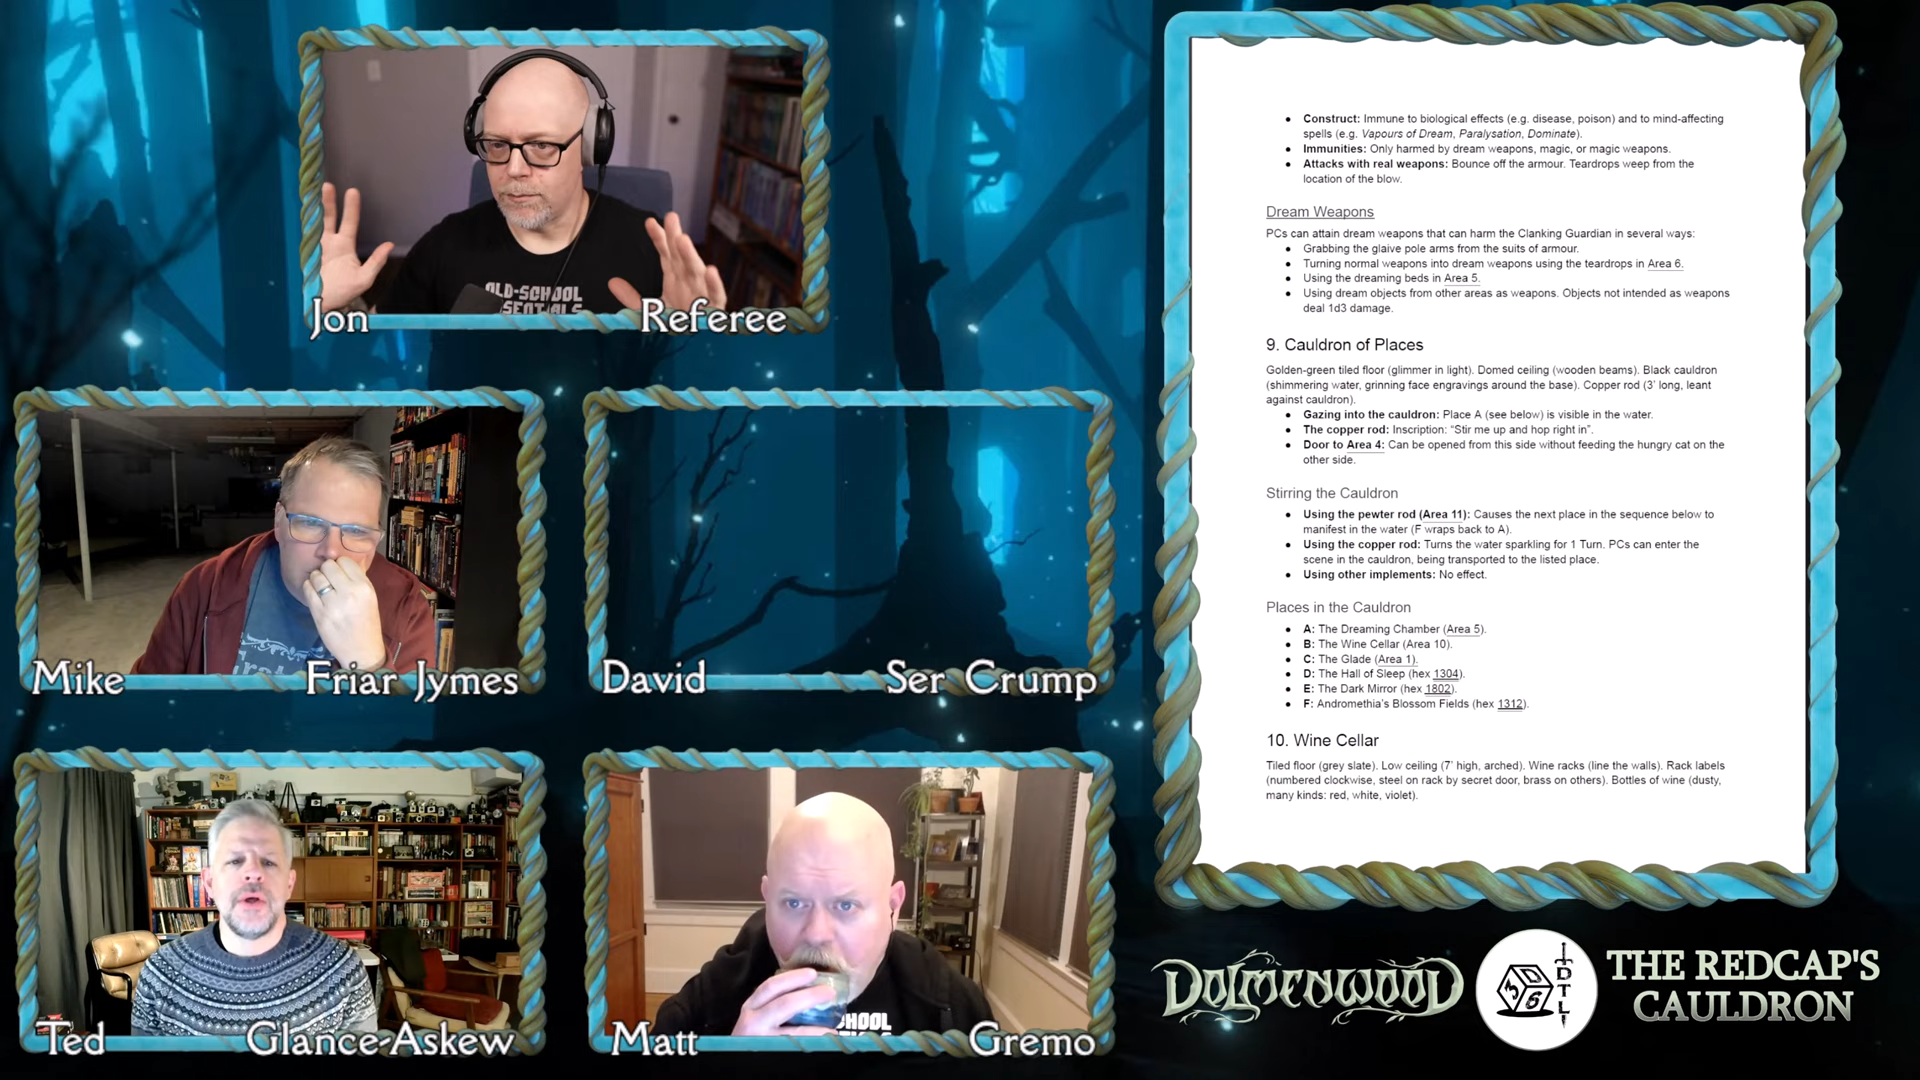 OLD-SCHOOL
Jon
Referee
Mike
Friar Jymes
David
Ser Crump
Ted
Glance-Askew
HOOL
Matt
Gremo
• Construct: Immune to biological effects (e.g. disease, poison) and to mind-affecting
spells (e.g. Vapours of Dream, Paralysation, Dominate).
• Immunities: Only harmed by dream weapons, magic, or magic weapons.
• Attacks with real weapons: Bounce off the armour. Teardrops weep from the
location of the blow.
Dream Weapons
PCs can attain dream weapons that can harm the Clanking Guardian in several ways:
• Grabbing the glaive pole arms from the suits of armour.
• Turning normal weapons into dream weapons using the teardrops in Area 6.
• Using the dreaming beds in Area 5.
• Using dream objects from other areas as weapons. Objects not intended as weapons
deal 1d3 damage.
9. Cauldron of Places
Golden-green tiled floor (glimmer in light). Domed ceiling (wooden beams). Black cauldron
(shimmering water, grinning face engravings around the base). Copper rod (3’ long, leant
against cauldron).
• Gazing into the cauldron: Place A (see below) is visible in the water.
• The copper rod: Inscription: “Stir me up and hop right in”.
• Door to Area 4: Can be opened from this side without feeding the hungry cat on the
other side.
Stirring the Cauldron
• Using the pewter rod (Area 11): Causes the next place in the sequence below to
manifest in the water (F wraps back to A).
• Using the copper rod: Turns the water sparkling for 1 Turn. PCs can enter the
scene in the cauldron, being transported to the listed place.
• Using other implements: No effect.
Places in the Cauldron
• A: The Dreaming Chamber (Area 5).
• B: The Wine Cellar (Area 10).
• C: The Glade (Area 1).
• D: The Hall of Sleep (hex 1304).
• E: The Dark Mirror (hex 1802).
• F: Andromethia’s Blossom Fields (hex 1312).
10. Wine Cellar
Tiled floor (grey slate). Low ceiling (7’ high, arched). Wine racks (line the walls). Rack labels
(numbered clockwise, steel on rack by secret door, brass on others). Bottles of wine (dusty,
many kinds: red, white, violet).
DOLMENWOOD
3D6
DTL
THE REDCAP'S
CAULDRON